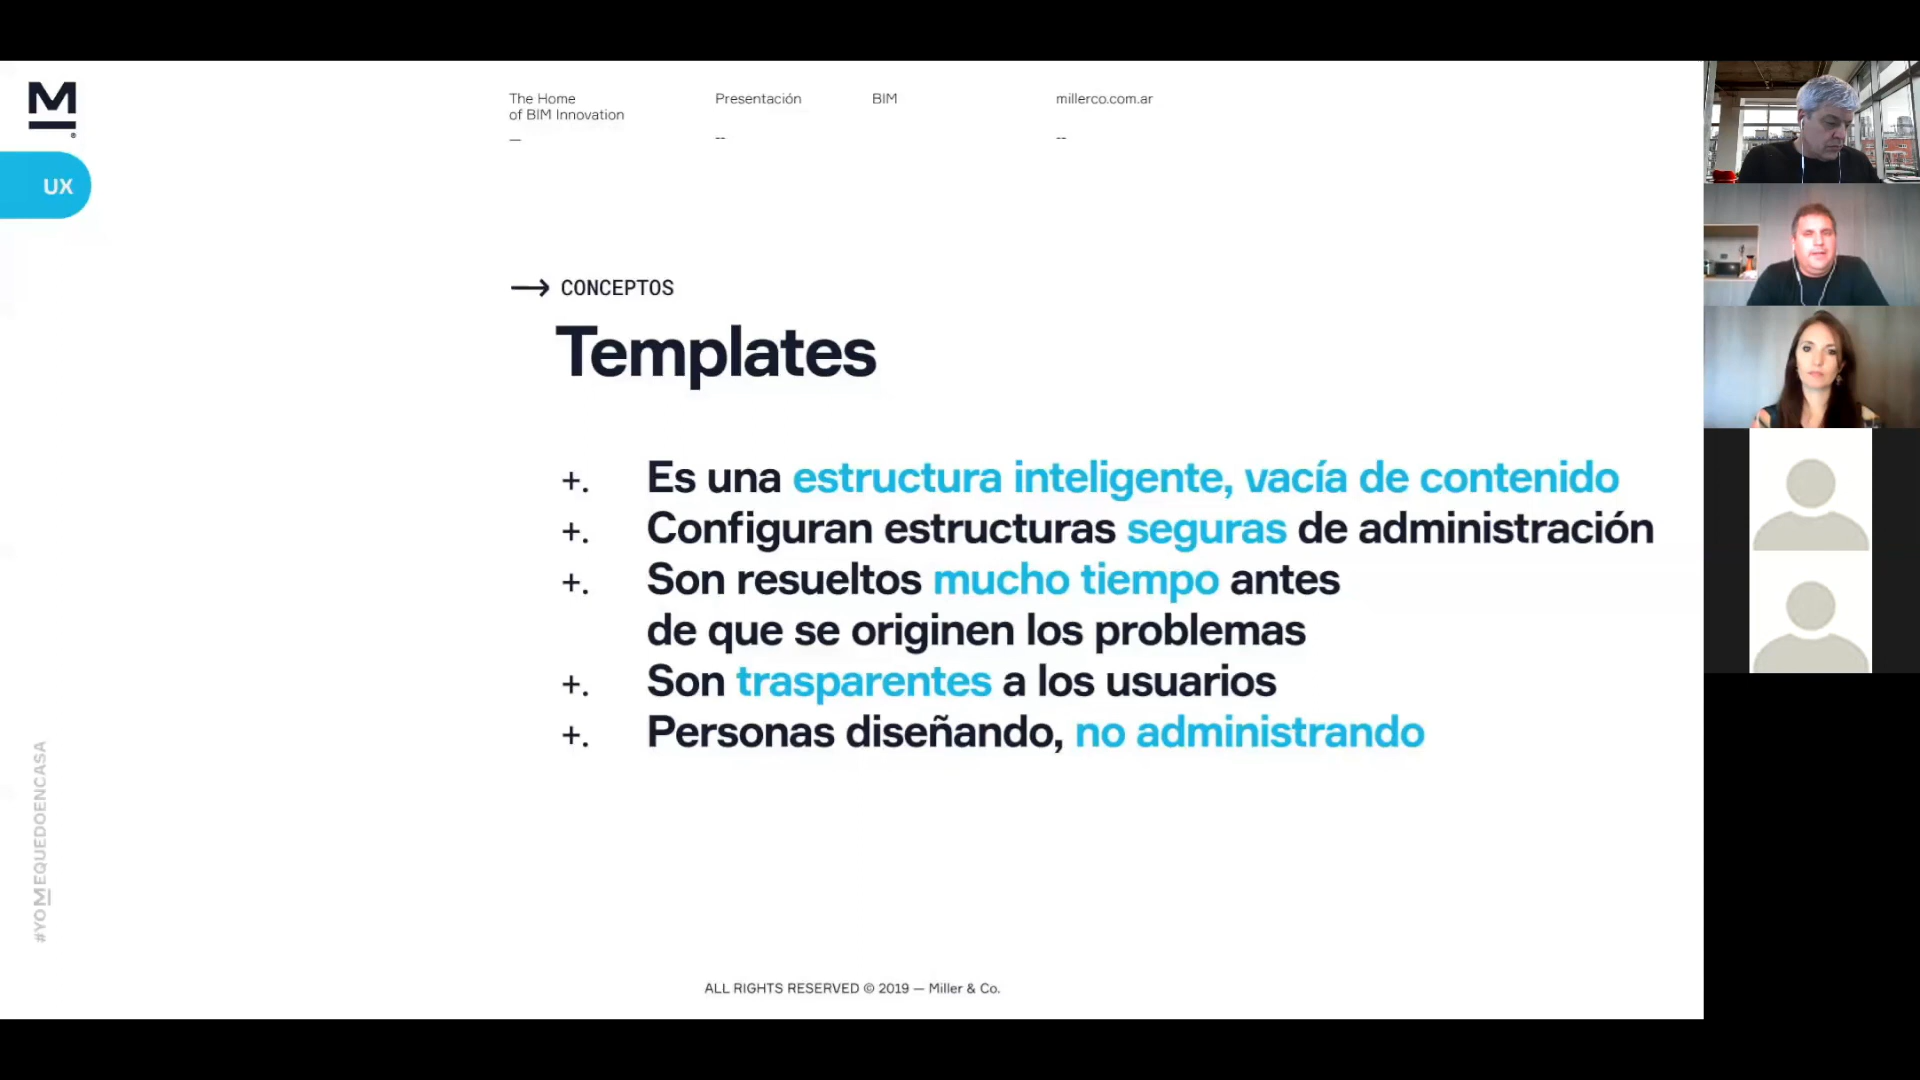 M
UX
The Home
of BIM Innovation
—
Presentación
--
BIM
millerco.com.ar
--
→ CONCEPTOS
Templates
+. Es una estructura inteligente, vacía de contenido
+. Configuran estructuras seguras de administración
+. Son resueltos mucho tiempo antes
de que se originen los problemas
+. Son trasparentes a los usuarios
+. Personas diseñando, no administrando
#YOMEQUEDOENCASA
ALL RIGHTS RESERVED © 2019 — Miller & Co.